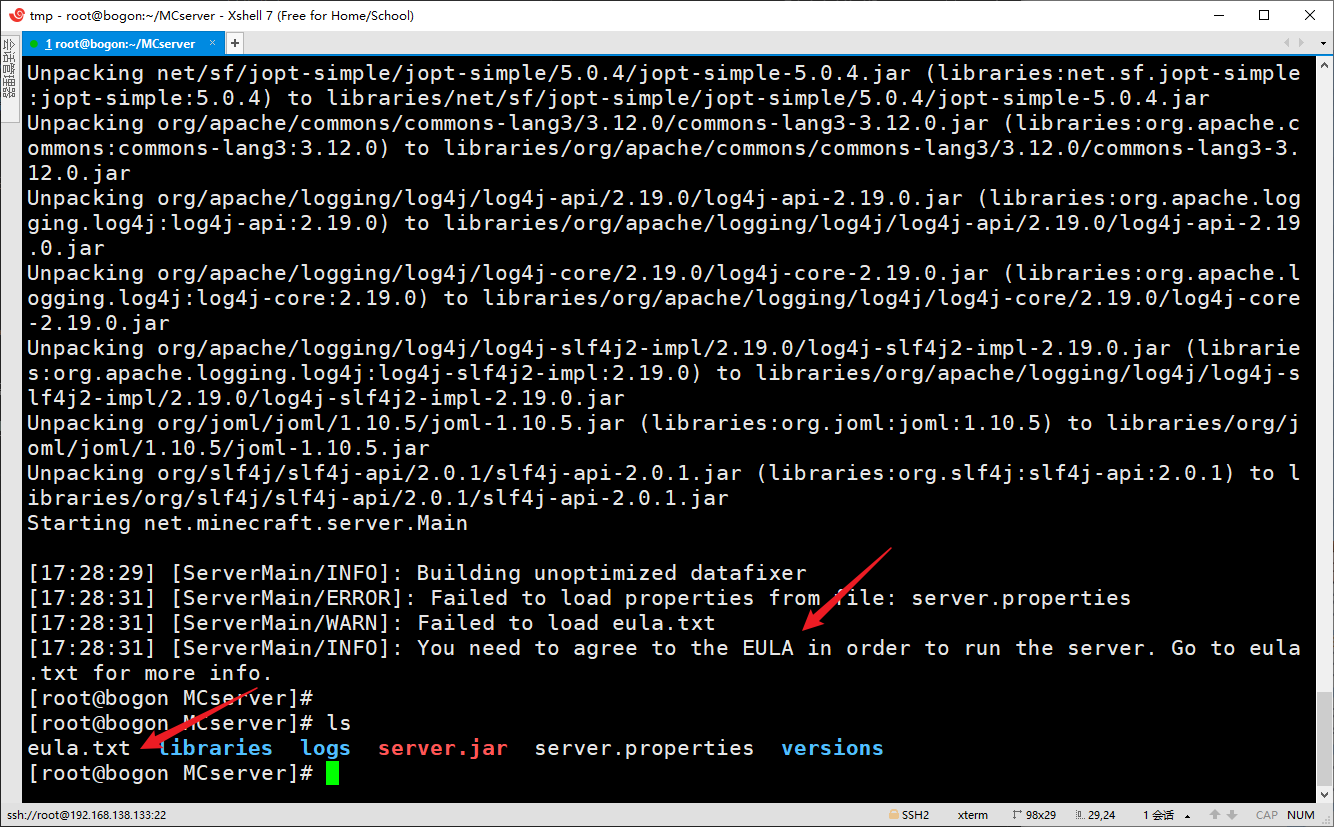 tmp - root@bogon:~/MCserver - Xshell 7 (Free for Home/School)
会话管理器
1 root@bogon:~/MCserver × +
Unpacking net/sf/jopt-simple/jopt-simple/5.0.4/jopt-simple-5.0.4.jar (libraries:net.sf.jopt-simple
:jopt-simple:5.0.4) to libraries/net/sf/jopt-simple/jopt-simple/5.0.4/jopt-simple-5.0.4.jar
Unpacking org/apache/commons/commons-lang3/3.12.0/commons-lang3-3.12.0.jar (libraries:org.apache.c
ommons:commons-lang3:3.12.0) to libraries/org/apache/commons/commons-lang3/3.12.0/commons-lang3-3.
12.0.jar
Unpacking org/apache/logging/log4j/log4j-api/2.19.0/log4j-api-2.19.0.jar (libraries:org.apache.log
ging.log4j:log4j-api:2.19.0) to libraries/org/apache/logging/log4j/log4j-api/2.19.0/log4j-api-2.19
.0.jar
Unpacking org/apache/logging/log4j/log4j-core/2.19.0/log4j-core-2.19.0.jar (libraries:org.apache.l
ogging.log4j:log4j-core:2.19.0) to libraries/org/apache/logging/log4j/log4j-core/2.19.0/log4j-core
-2.19.0.jar
Unpacking org/apache/logging/log4j/log4j-slf4j2-impl/2.19.0/log4j-slf4j2-impl-2.19.0.jar (librarie
s:org.apache.logging.log4j:log4j-slf4j2-impl:2.19.0) to libraries/org/apache/logging/log4j/log4j-s
lf4j2-impl/2.19.0/log4j-slf4j2-impl-2.19.0.jar
Unpacking org/joml/joml/1.10.5/joml-1.10.5.jar (libraries:org.joml:joml:1.10.5) to libraries/org/j
oml/joml/1.10.5/joml-1.10.5.jar
Unpacking org/slf4j/slf4j-api/2.0.1/slf4j-api-2.0.1.jar (libraries:org.slf4j:slf4j-api:2.0.1) to l
ibraries/org/slf4j/slf4j-api/2.0.1/slf4j-api-2.0.1.jar
Starting net.minecraft.server.Main
[17:28:29] [ServerMain/INFO]: Building unoptimized datafixer
[17:28:31] [ServerMain/ERROR]: Failed to load properties from file: server.properties
[17:28:31] [ServerMain/WARN]: Failed to load eula.txt
[17:28:31] [ServerMain/INFO]: You need to agree to the EULA in order to run the server. Go to eula
.txt for more info.
[root@bogon MCserver]#
[root@bogon MCserver]# ls
eula.txt libraries logs server.jar server.properties versions
[root@bogon MCserver]#
ssh://root@192.168.138.133:22 SSH2 xterm 98x29 29,24 1 会话 CAP NUM